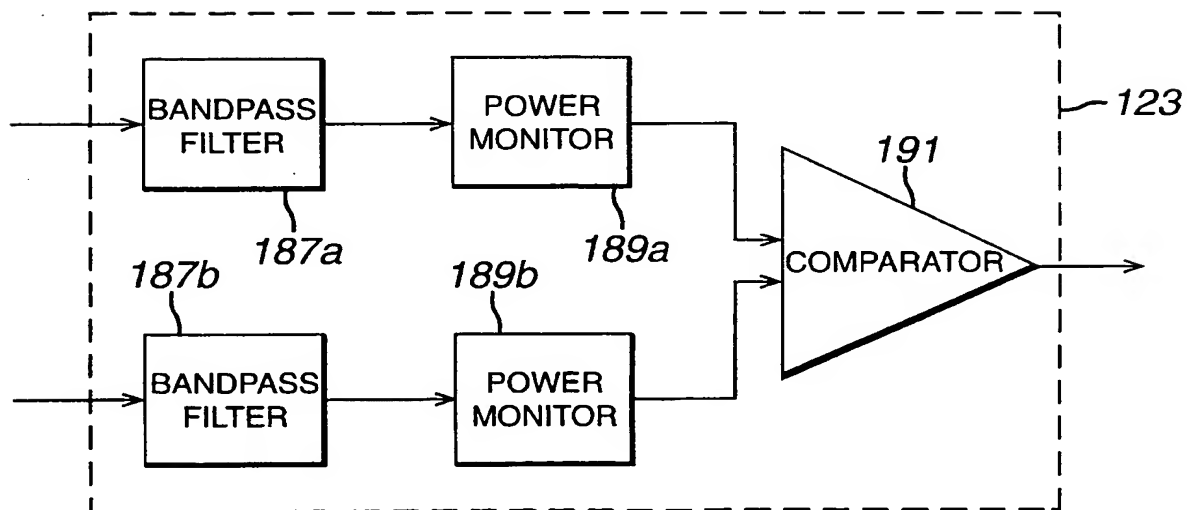 BANDPASS
FILTER
187a
POWER
MONITOR
189a
123
191
COMPARATOR
187b
BANDPASS
FILTER
189b
POWER
MONITOR